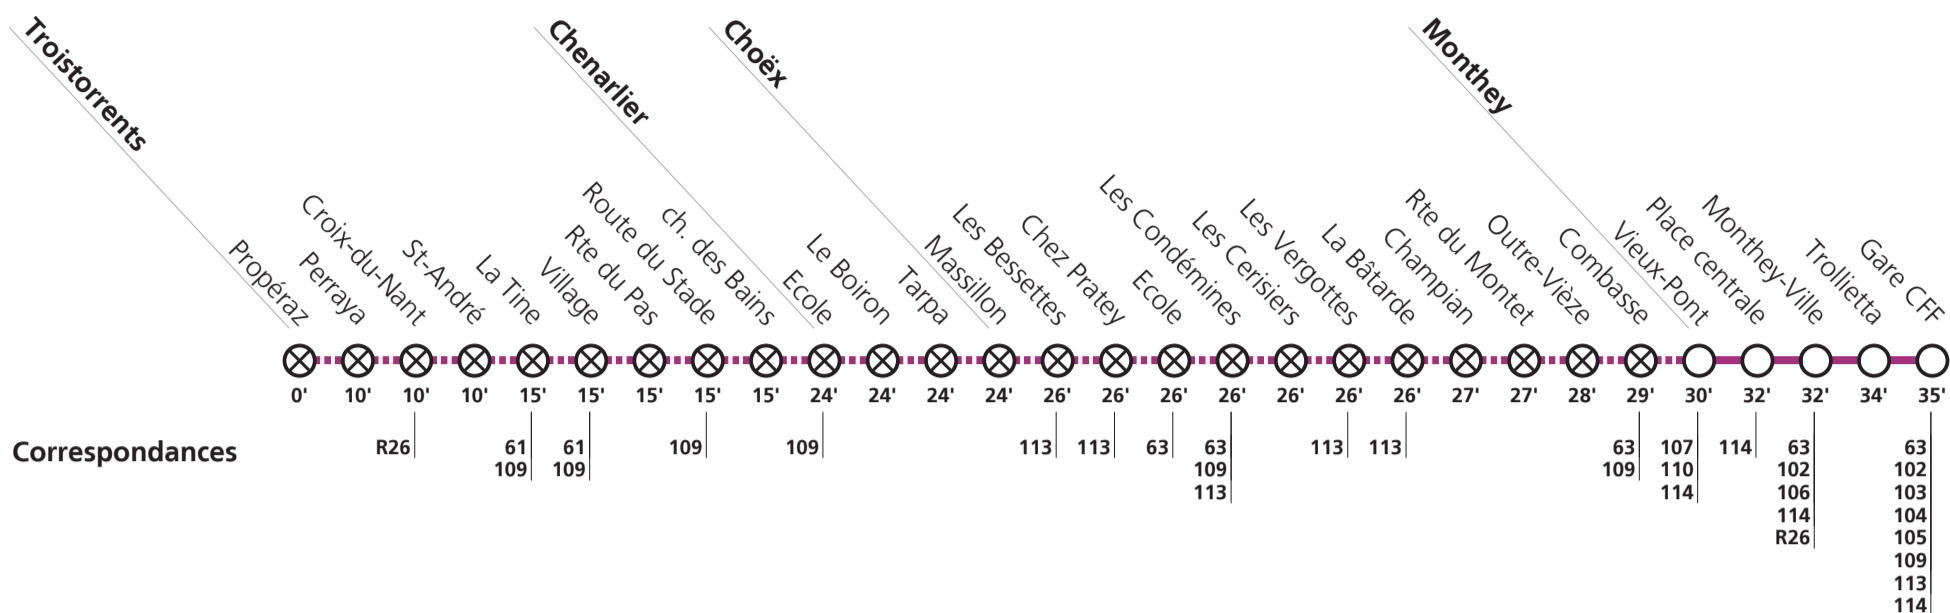 Troistorrents
Chenarlier
Choëx
Monthey
Propéraz
Perraya
Croix-du-Nant
St-André
La Tine
Village
Rte du Pas
Route du Stade
ch. des Bains
Ecole
Le Boiron
Tarpa
Massillon
Les Bessettes
Chez Pratey
Ecole
Les Condémines
Les Cerisiers
Les Vergottes
La Bâtarde
Champian
Rte du Montet
Outre-Vièze
Combasse
Vieux-Pont
Place centrale
Monthey-Ville
Trollietta
Gare CFF
0' 10' 10' 10' 15' 15' 15' 15' 15' 24' 24' 24' 24' 26' 26' 26' 26' 26' 26' 26' 27' 27' 28' 29' 30' 32' 32' 34' 35'
Correspondances
R26
61
109
61
109
109
109
113
113
63
63
109
113
113
113
63
109
107
110
114
114
63
102
106
114
R26
63
102
103
104
105
109
113
114